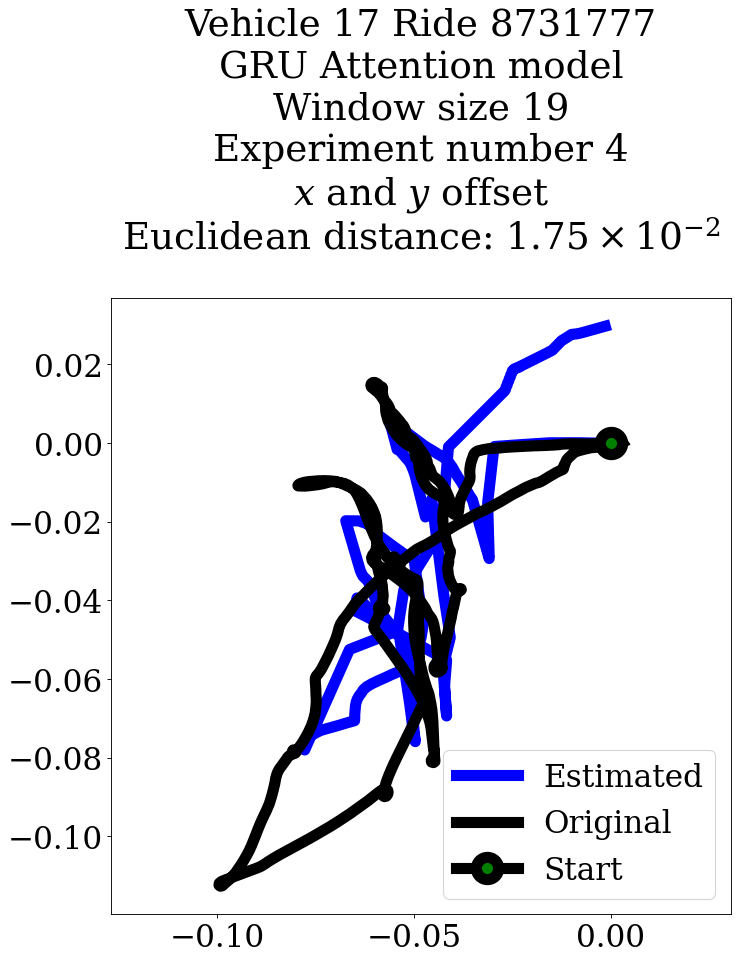 Vehicle 17 Ride 8731777
GRU Attention model
Window size 19
Experiment number 4
x and y offset
Euclidean distance: 1.75 × 10⁻²
0.02
0.00
−0.02
−0.04
−0.06
−0.08
−0.10
Estimated
Original
Start
−0.10 −0.05 0.00